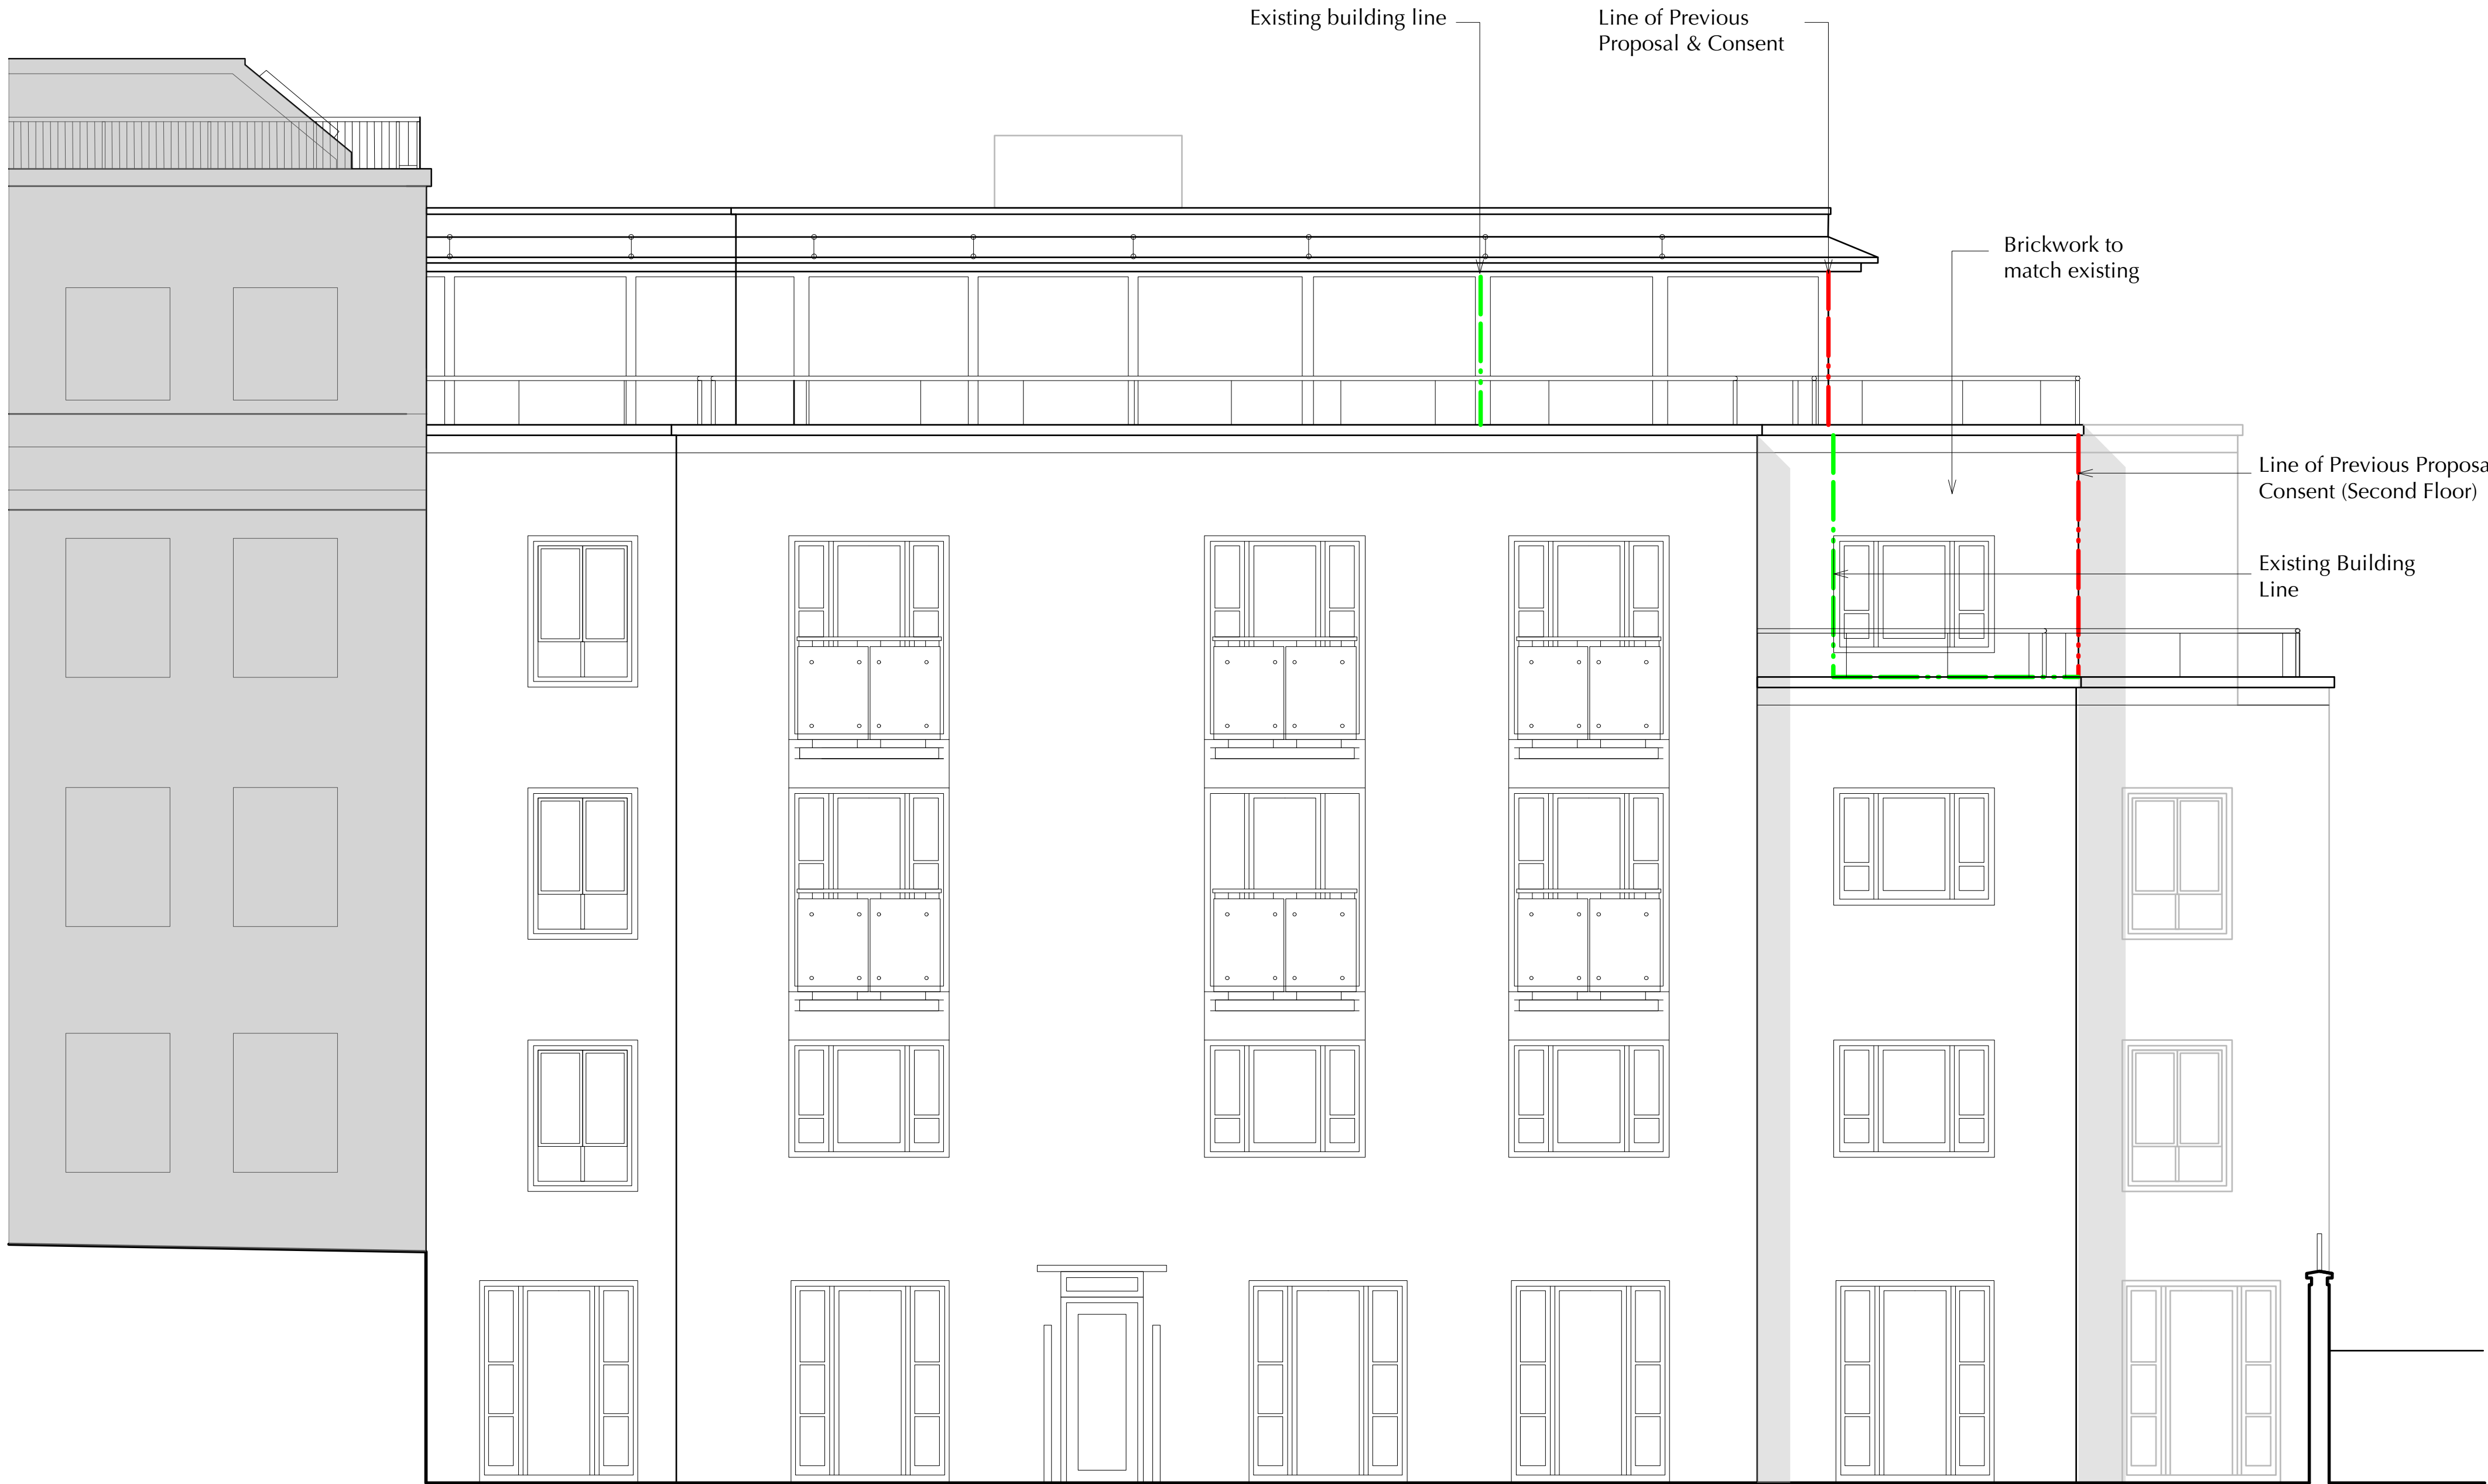 Existing building line
Line of Previous
Proposal & Consent
Brickwork to
match existing
Line of Previous Proposa
Consent (Second Floor)
Existing Building
Line